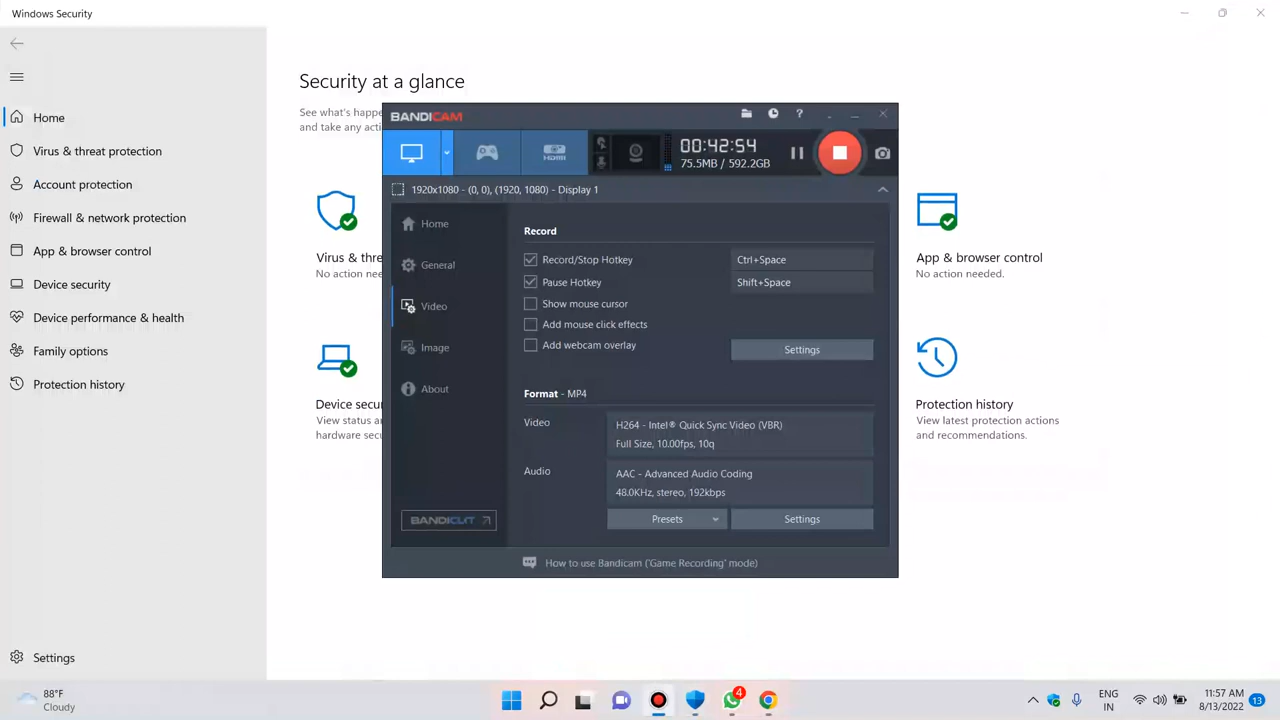 Windows Security
Home
Virus & threat protection
Account protection
Firewall & network protection
App & browser control
Device security
Device performance & health
Family options
Protection history
Settings
Security at a glance
See what's happe
and take any acti
Virus & thre
No action nee
Device secur
View status an
hardware secu
App & browser control
No action needed.
Protection history
View latest protection actions
and recommendations.
BANDICAM
?
HDMI
00:42:54
75.5MB / 592.2GB
1920x1080 - (0, 0), (1920, 1080) - Display 1
Home
General
Video
Image
About
BANDICUT
Record
Record/Stop Hotkey
Ctrl+Space
Pause Hotkey
Shift+Space
Show mouse cursor
Add mouse click effects
Add webcam overlay
Settings
Format - MP4
Video
H264 - Intel® Quick Sync Video (VBR)
Full Size, 10.00fps, 10q
Audio
AAC - Advanced Audio Coding
48.0KHz, stereo, 192kbps
Presets
Settings
How to use Bandicam ('Game Recording' mode)
88°F
Cloudy
4
ENG
IN
11:57 AM
8/13/2022
13